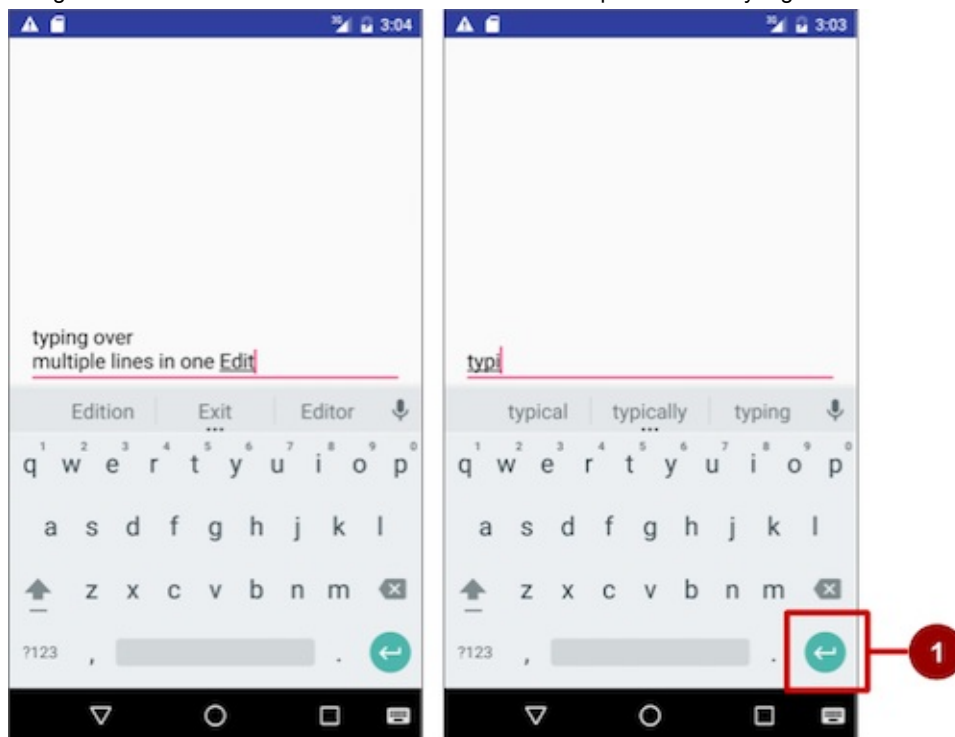 3:04
typing over
multiple lines in one Edit
Edition Exit Editor
1 2 3 4 5 6 7 8 9 0
q w e r t y u i o p
a s d f g h j k l
z x c v b n m
?123 , .
3:03
typi
typical typically typing
1 2 3 4 5 6 7 8 9 0
q w e r t y u i o p
a s d f g h j k l
z x c v b n m
?123 , .
1